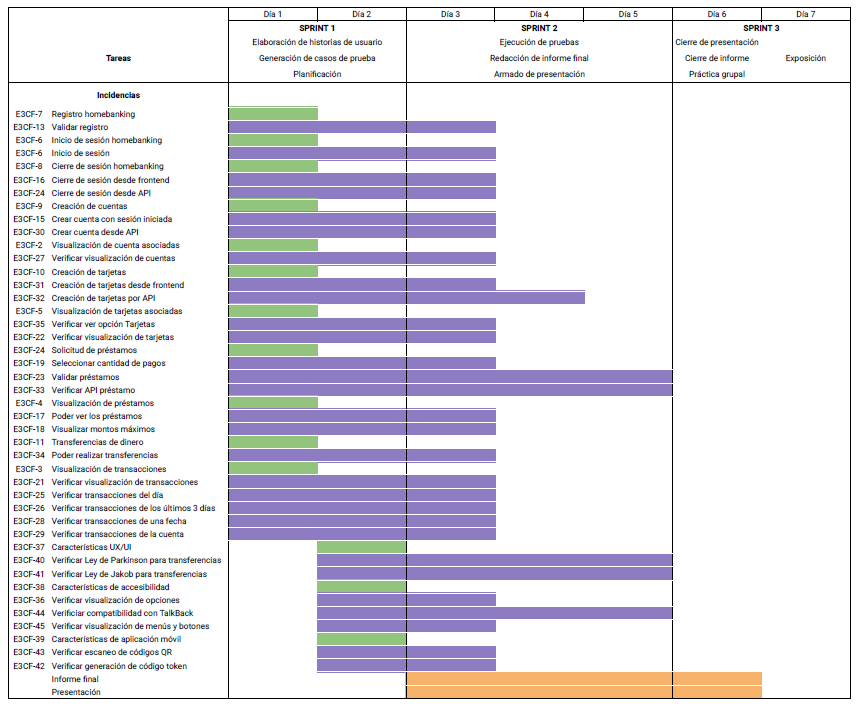 Día 1 Día 2 Día 3 Día 4 Día 5 Día 6 Día 7
SPRINT 1 SPRINT 2 SPRINT 3
Elaboración de historias de usuario Ejecución de pruebas Cierre de presentación
Tareas Generación de casos de prueba Redacción de informe final Cierre de informe Exposición
Planificación Armado de presentación Práctica grupal
Incidencias
E3CF-7 Registro homebanking
E3CF-13 Validar registro
E3CF-6 Inicio de sesión homebanking
E3CF-6 Inicio de sesión
E3CF-8 Cierre de sesión homebanking
E3CF-16 Cierre de sesión desde frontend
E3CF-24 Cierre de sesión desde API
E3CF-9 Creación de cuentas
E3CF-15 Crear cuenta con sesión iniciada
E3CF-30 Crear cuenta desde API
E3CF-2 Visualización de cuenta asociadas
E3CF-27 Verificar visualización de cuentas
E3CF-10 Creación de tarjetas
E3CF-31 Creación de tarjetas desde frontend
E3CF-32 Creación de tarjetas por API
E3CF-5 Visualización de tarjetas asociadas
E3CF-35 Verificar ver opción Tarjetas
E3CF-22 Verificar visualización de tarjetas
E3CF-24 Solicitud de préstamos
E3CF-19 Seleccionar cantidad de pagos
E3CF-23 Validar préstamos
E3CF-33 Verificar API préstamo
E3CF-4 Visualización de préstamos
E3CF-17 Poder ver los préstamos
E3CF-18 Visualizar montos máximos
E3CF-11 Transferencias de dinero
E3CF-34 Poder realizar transferencias
E3CF-3 Visualización de transacciones
E3CF-21 Verificar visualización de transacciones
E3CF-25 Verificar transacciones del día
E3CF-26 Verificar transacciones de los últimos 3 días
E3CF-28 Verificar transacciones de una fecha
E3CF-29 Verificar transacciones de la cuenta
E3CF-37 Características UX/UI
E3CF-40 Verificar Ley de Parkinson para transferencias
E3CF-41 Verificar Ley de Jakob para transferencias
E3CF-38 Características de accesibilidad
E3CF-36 Verificar visualización de opciones
E3CF-44 Verificiar compatibilidad con TalkBack
E3CF-45 Verificar visualización de menús y botones
E3CF-39 Características de aplicación móvil
E3CF-43 Verificar escaneo de códigos QR
E3CF-42 Verificar generación de código token
Informe final
Presentación